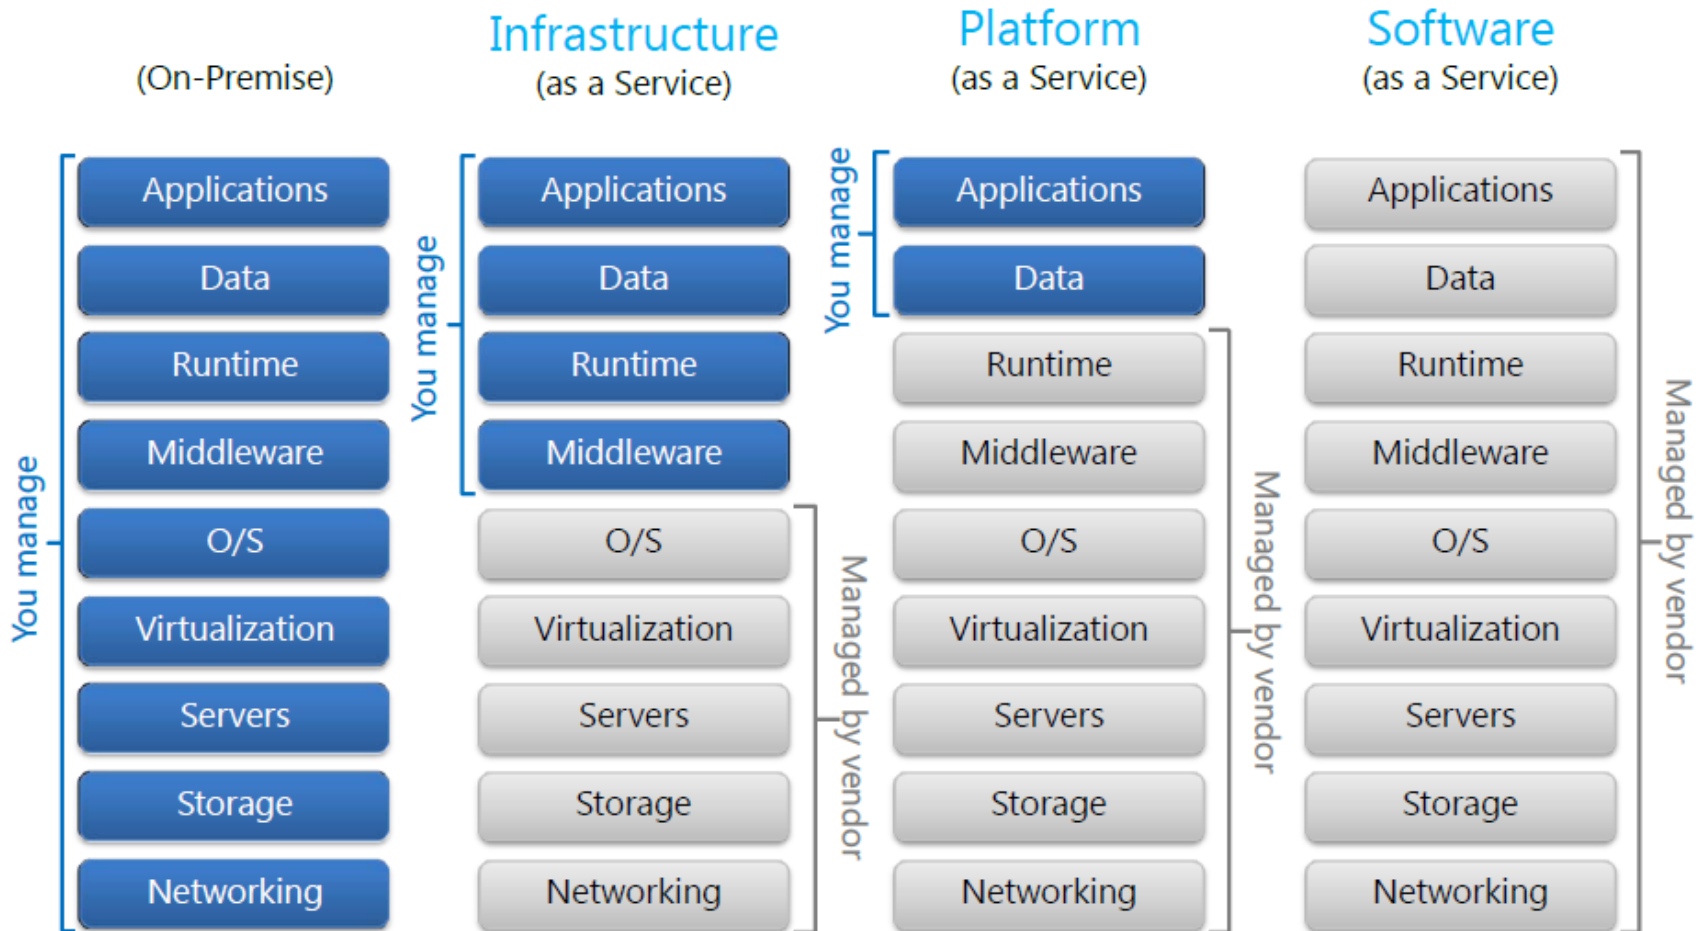 (On-Premise)
You manage
Applications
Data
Runtime
Middleware
O/S
Virtualization
Servers
Storage
Networking
Infrastructure
(as a Service)
You manage
Applications
Data
Runtime
Middleware
O/S
Virtualization
Servers
Storage
Networking
Managed by vendor
Platform
(as a Service)
You manage
Applications
Data
Runtime
Middleware
O/S
Virtualization
Servers
Storage
Networking
Managed by vendor
Software
(as a Service)
Applications
Data
Runtime
Middleware
O/S
Virtualization
Servers
Storage
Networking
Managed by vendor